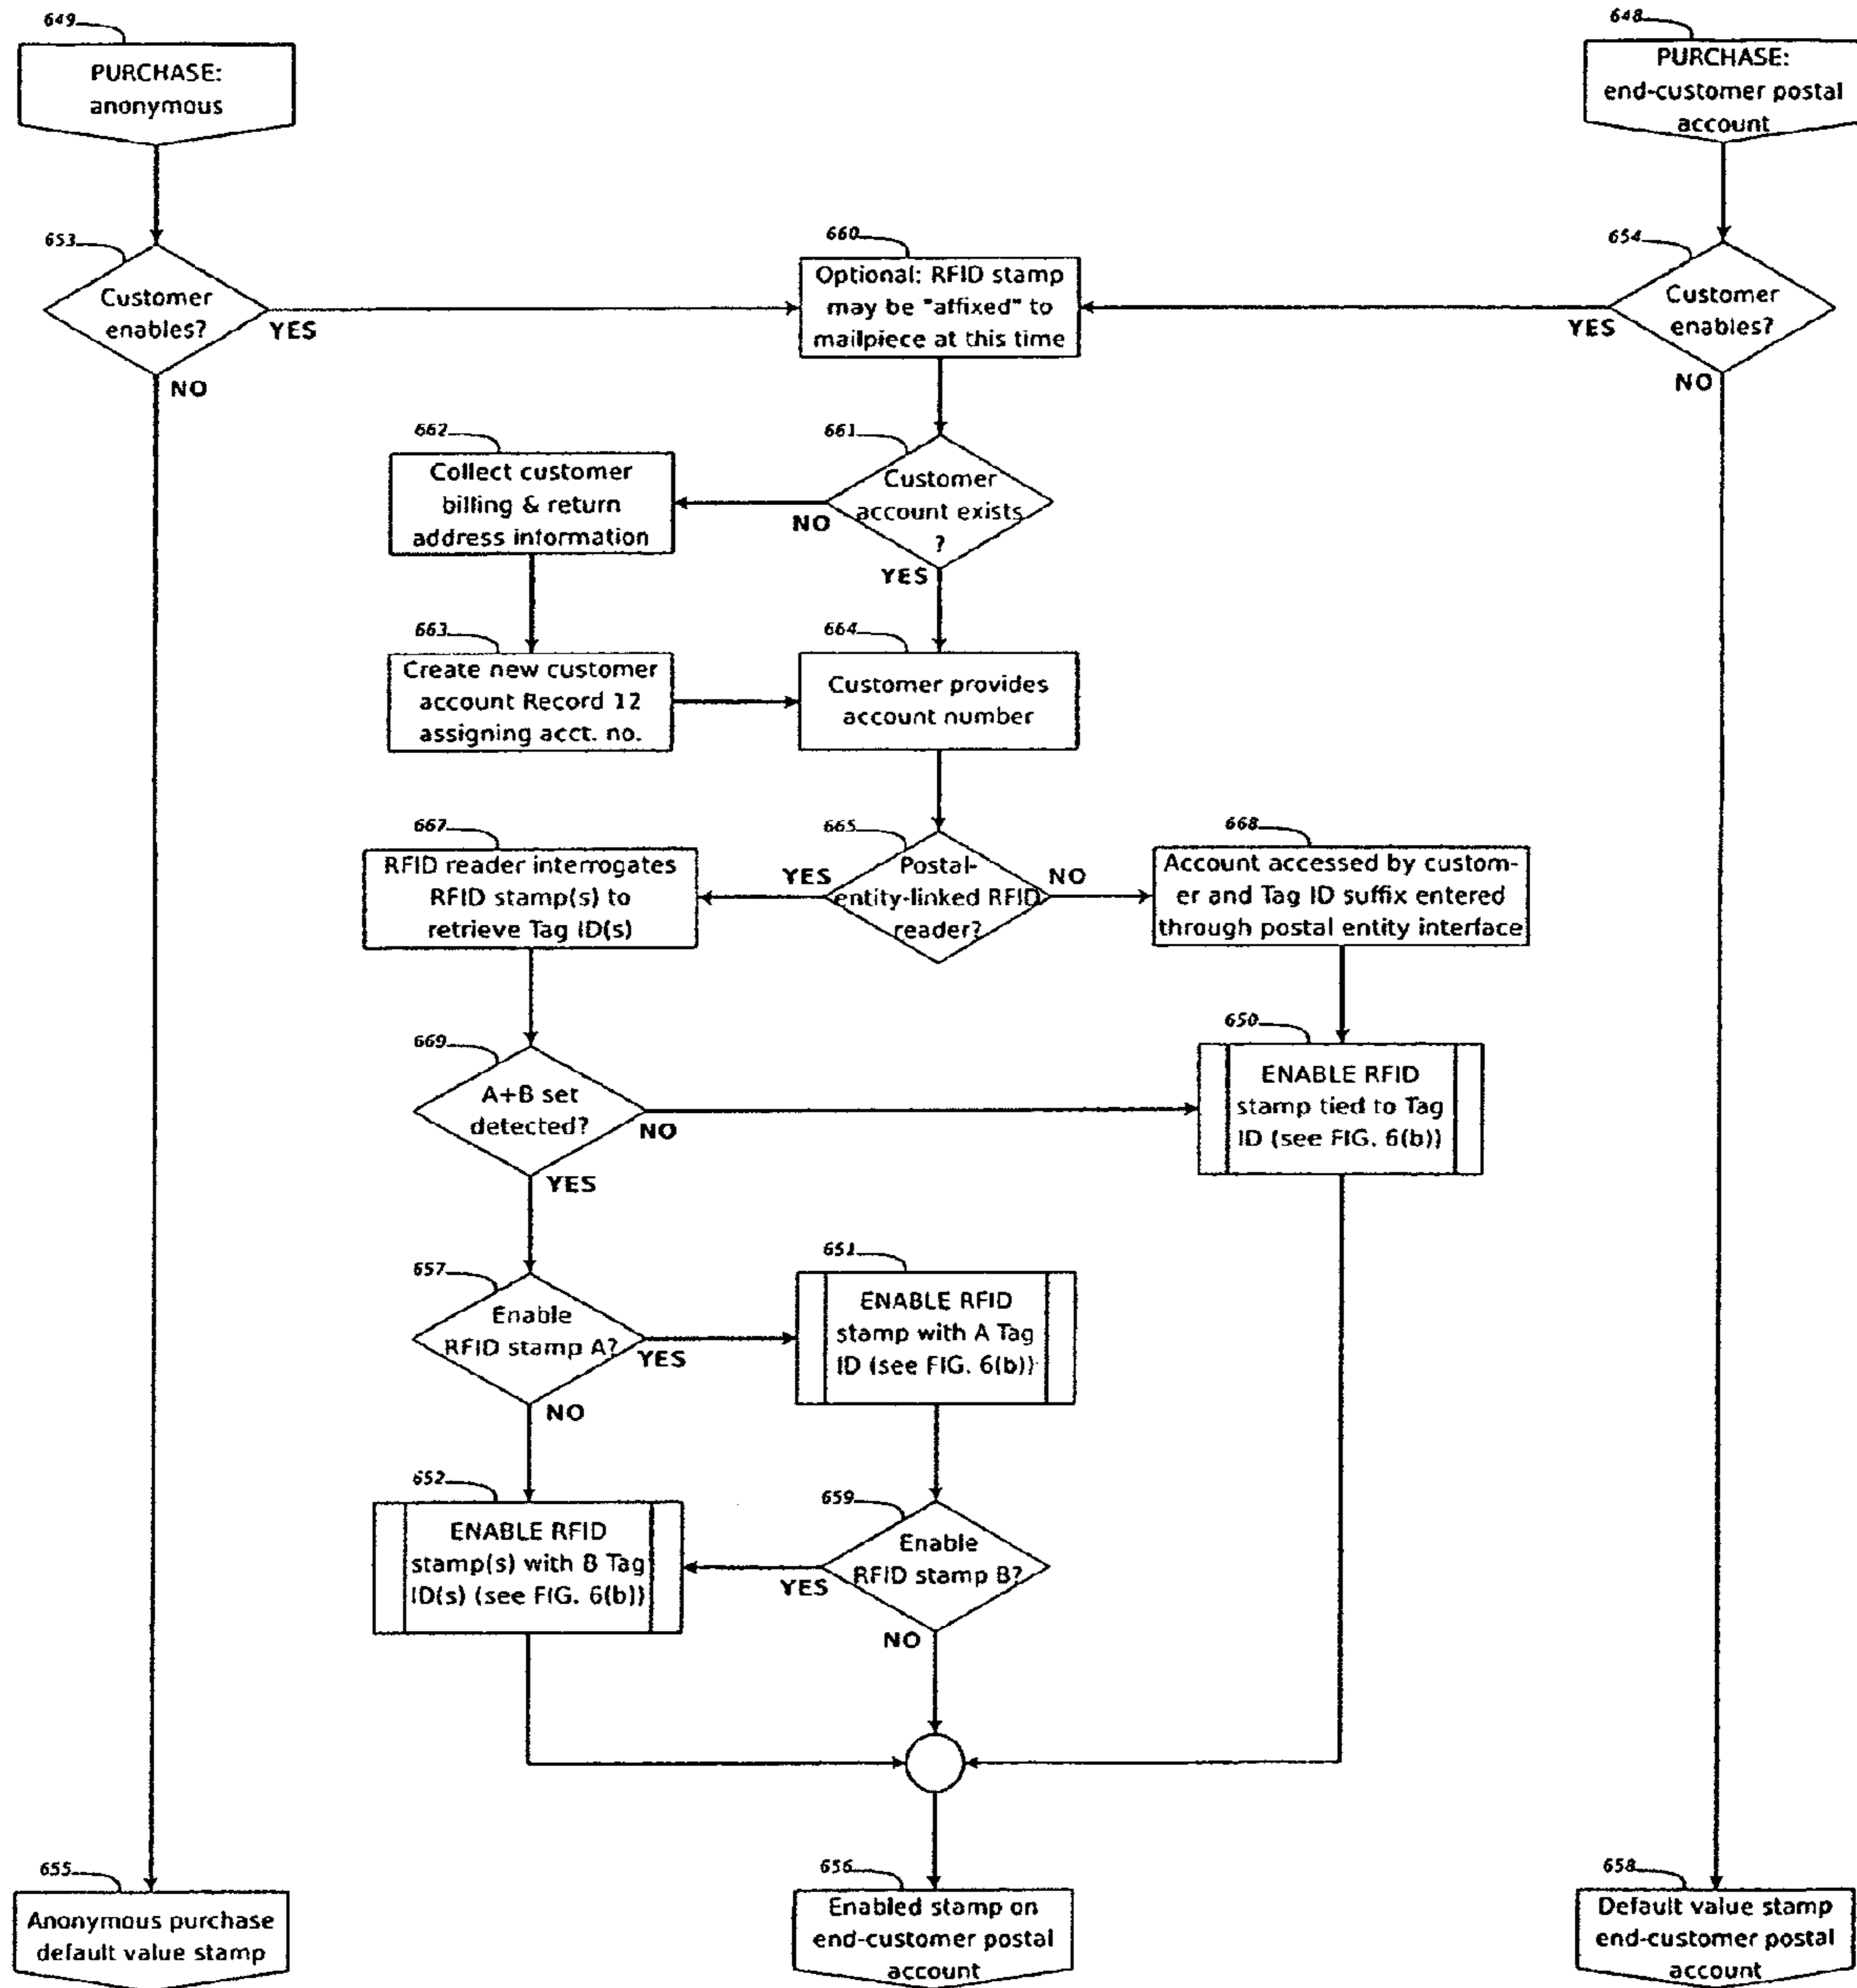 649
PURCHASE:
anonymous
648
PURCHASE:
end-customer postal
account
653
Customer
enables?
YES
NO
660
Optional: RFID stamp
may be "affixed" to
mailpiece at this time
654
Customer
enables?
YES
NO
662
Collect customer
billing & return
address information
661
Customer
account exists
?
NO
YES
663
Create new customer
account Record 12
assigning acct. no.
664
Customer provides
account number
667
RFID reader interrogates
RFID stamp(s) to
retrieve Tag ID(s)
665
Postal-
entity-linked RFID
reader?
YES
NO
668
Account accessed by custom-
er and Tag ID suffix entered
through postal entity interface
669
A+B set
detected?
NO
YES
650
ENABLE RFID
stamp tied to Tag
ID (see FIG. 6(b))
657
Enable
RFID stamp A?
YES
NO
651
ENABLE RFID
stamp with A Tag
ID (see FIG. 6(b))
652
ENABLE RFID
stamp(s) with B Tag
ID(s) (see FIG. 6(b))
659
Enable
RFID stamp B?
YES
NO
655
Anonymous purchase
default value stamp
656
Enabled stamp on
end-customer postal
account
658
Default value stamp
end-customer postal
account